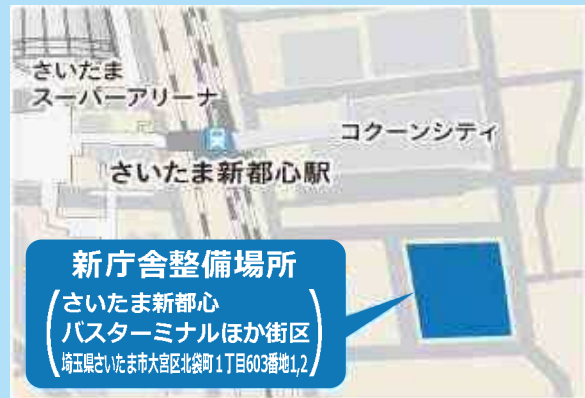 さいたま
スーパーアリーナ
コクーンシティ
さいたま新都心駅
新庁舎整備場所
(さいたま新都心
バスターミナルほか街区
埼玉県さいたま市大宮区北袋町1丁目603番地1,2)